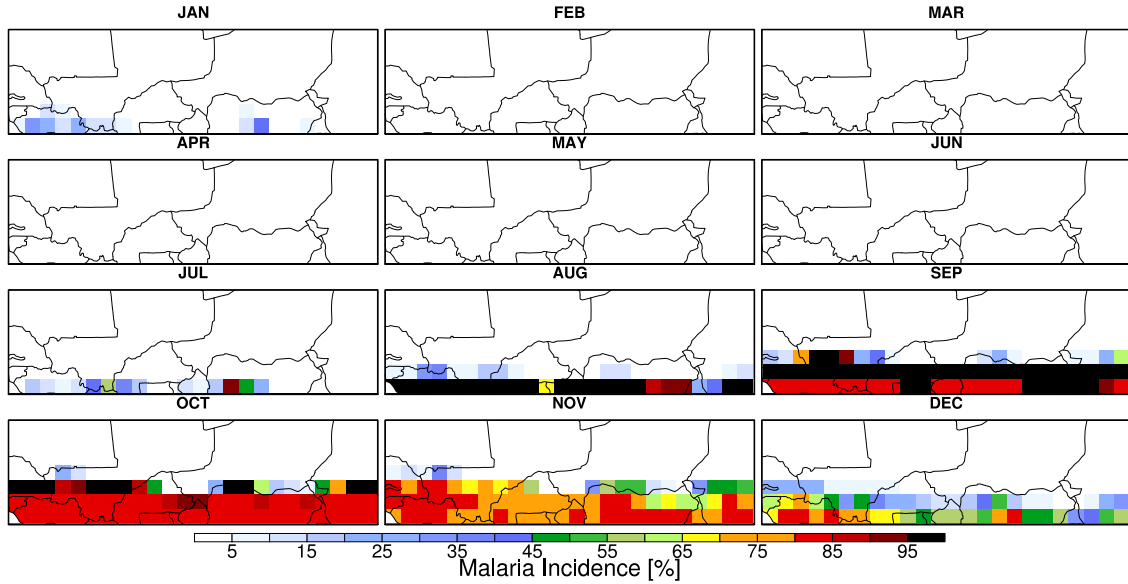 JAN FEB MAR
APR MAY JUN
JUL AUG SEP
OCT NOV DEC
5 15 25 35 45 55 65 75 85 95
Malaria Incidence [%]